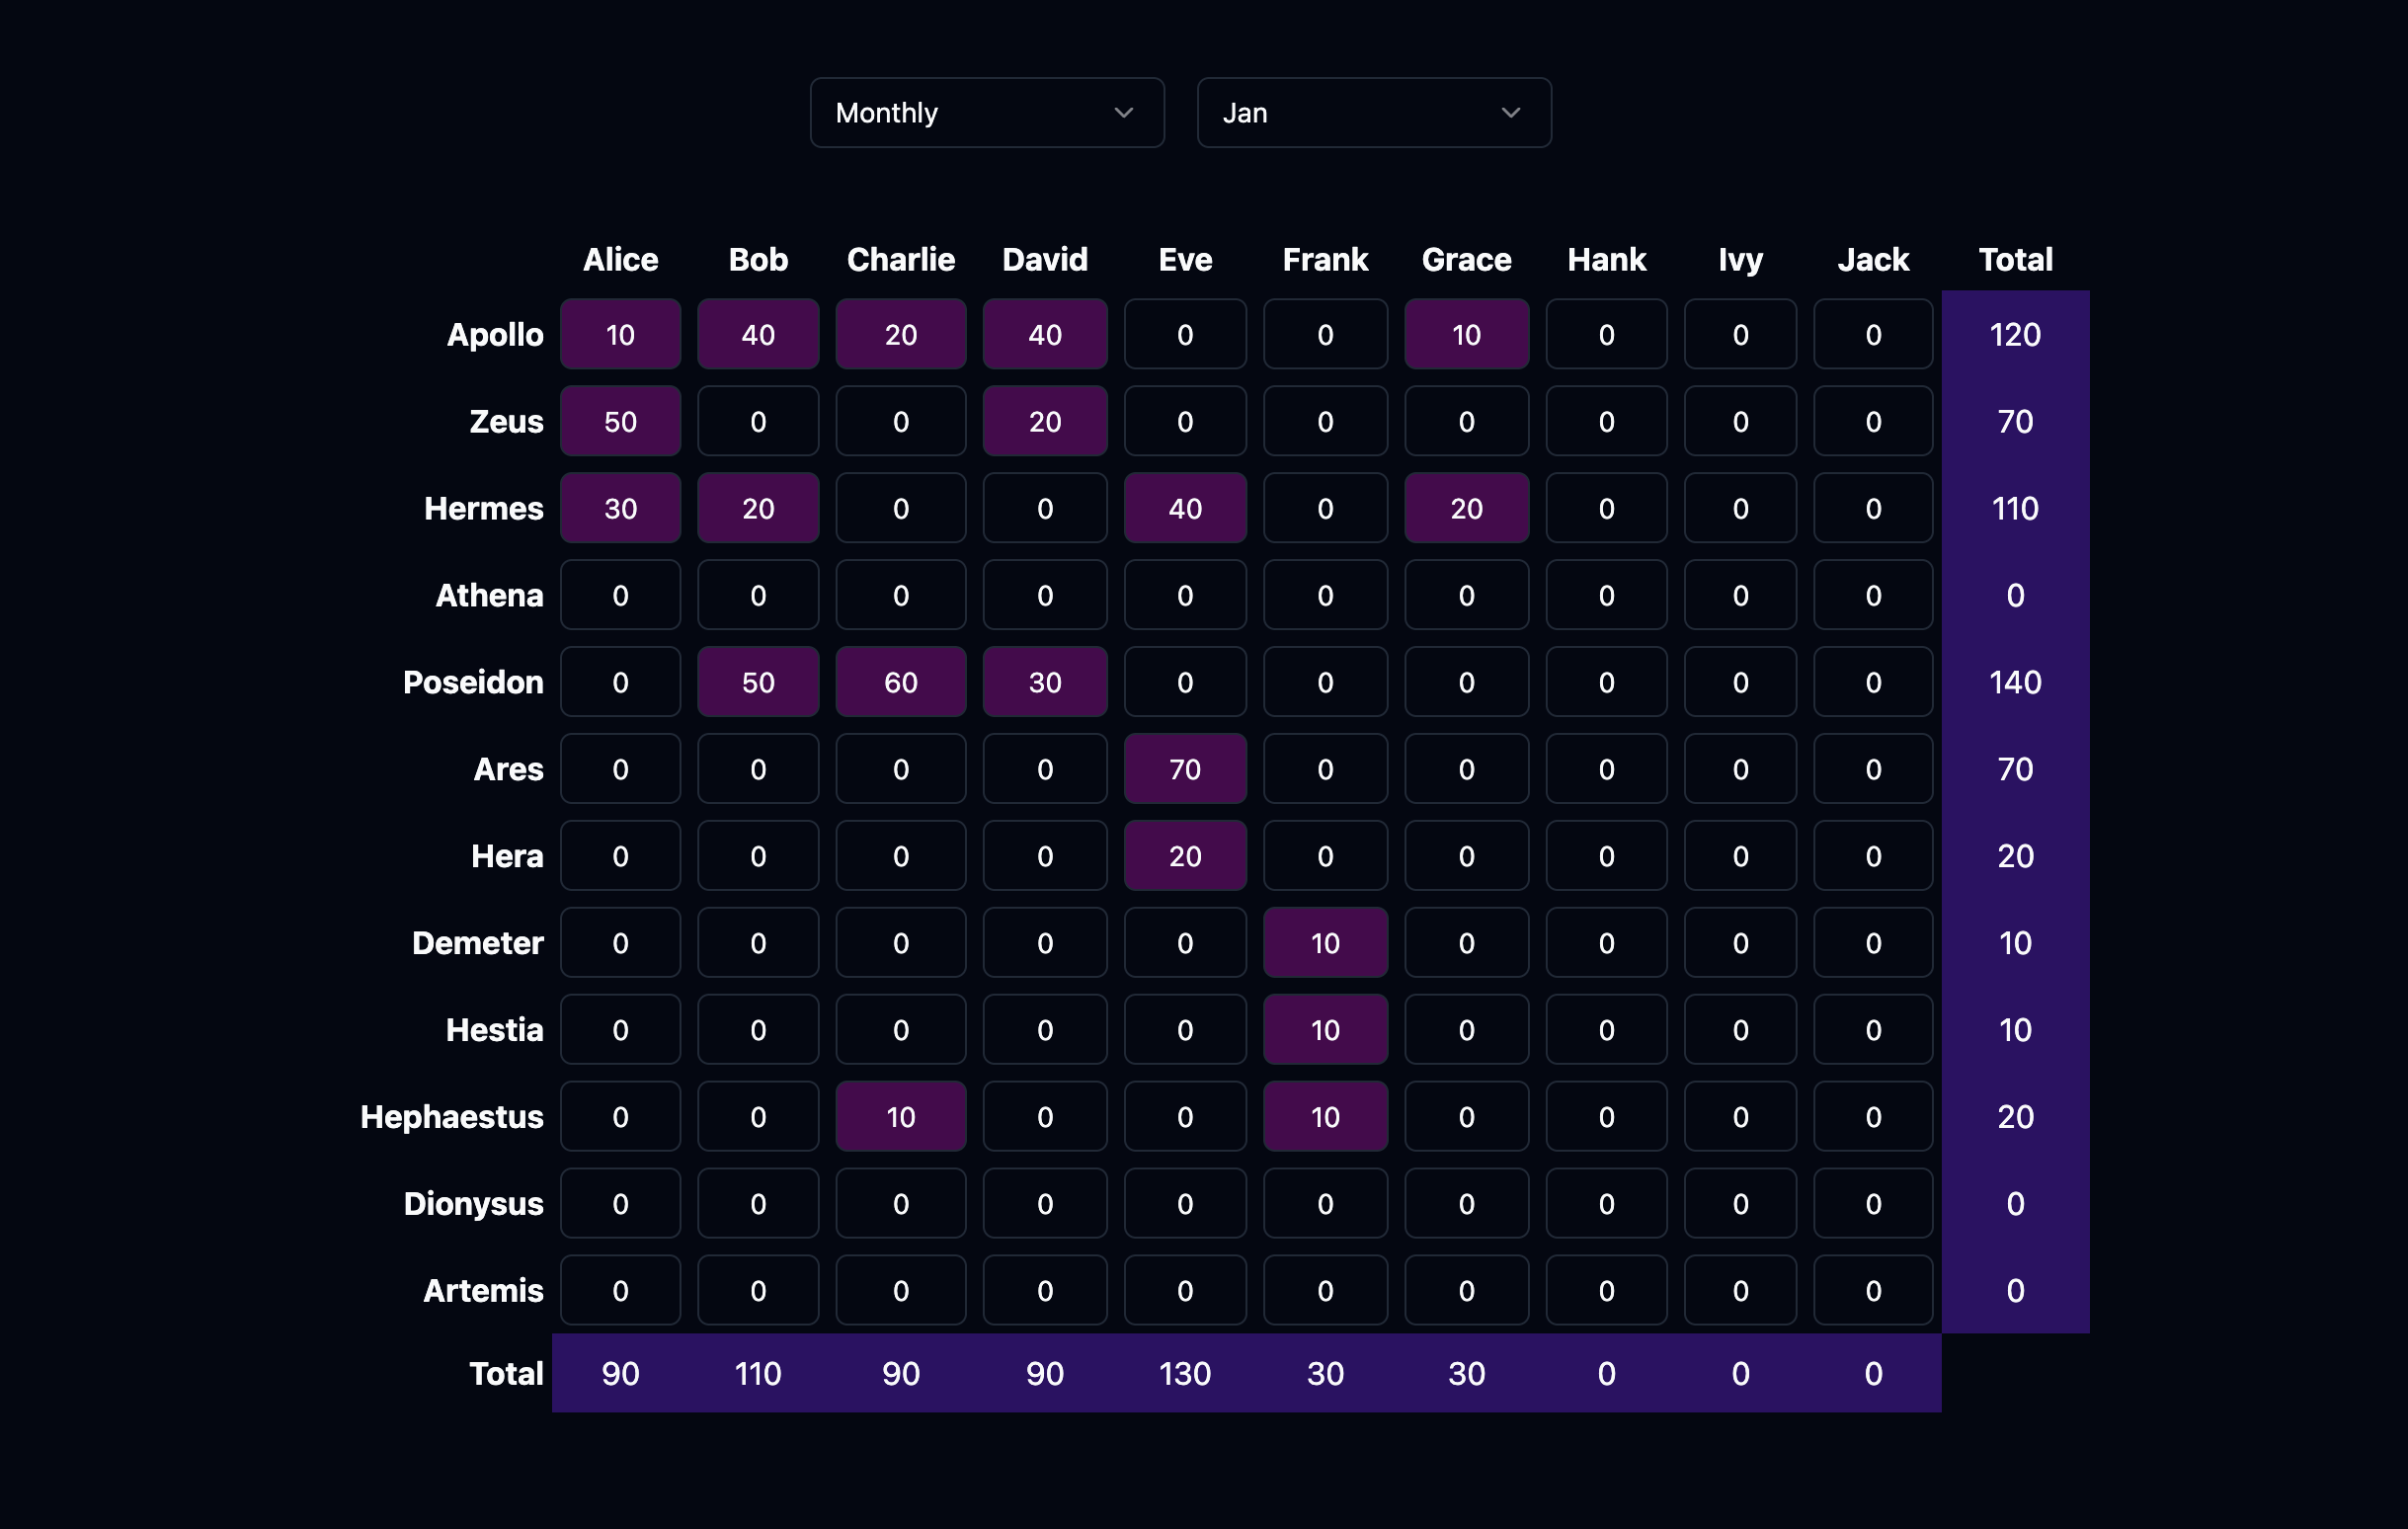 Monthly Jan
Alice Bob Charlie David Eve Frank Grace Hank Ivy Jack Total
Apollo 10 40 20 40 0 0 10 0 0 0 120
Zeus 50 0 0 20 0 0 0 0 0 0 70
Hermes 30 20 0 0 40 0 20 0 0 0 110
Athena 0 0 0 0 0 0 0 0 0 0 0
Poseidon 0 50 60 30 0 0 0 0 0 0 140
Ares 0 0 0 0 70 0 0 0 0 0 70
Hera 0 0 0 0 20 0 0 0 0 0 20
Demeter 0 0 0 0 0 10 0 0 0 0 10
Hestia 0 0 0 0 0 10 0 0 0 0 10
Hephaestus 0 0 10 0 0 10 0 0 0 0 20
Dionysus 0 0 0 0 0 0 0 0 0 0 0
Artemis 0 0 0 0 0 0 0 0 0 0 0
Total 90 110 90 90 130 30 30 0 0 0